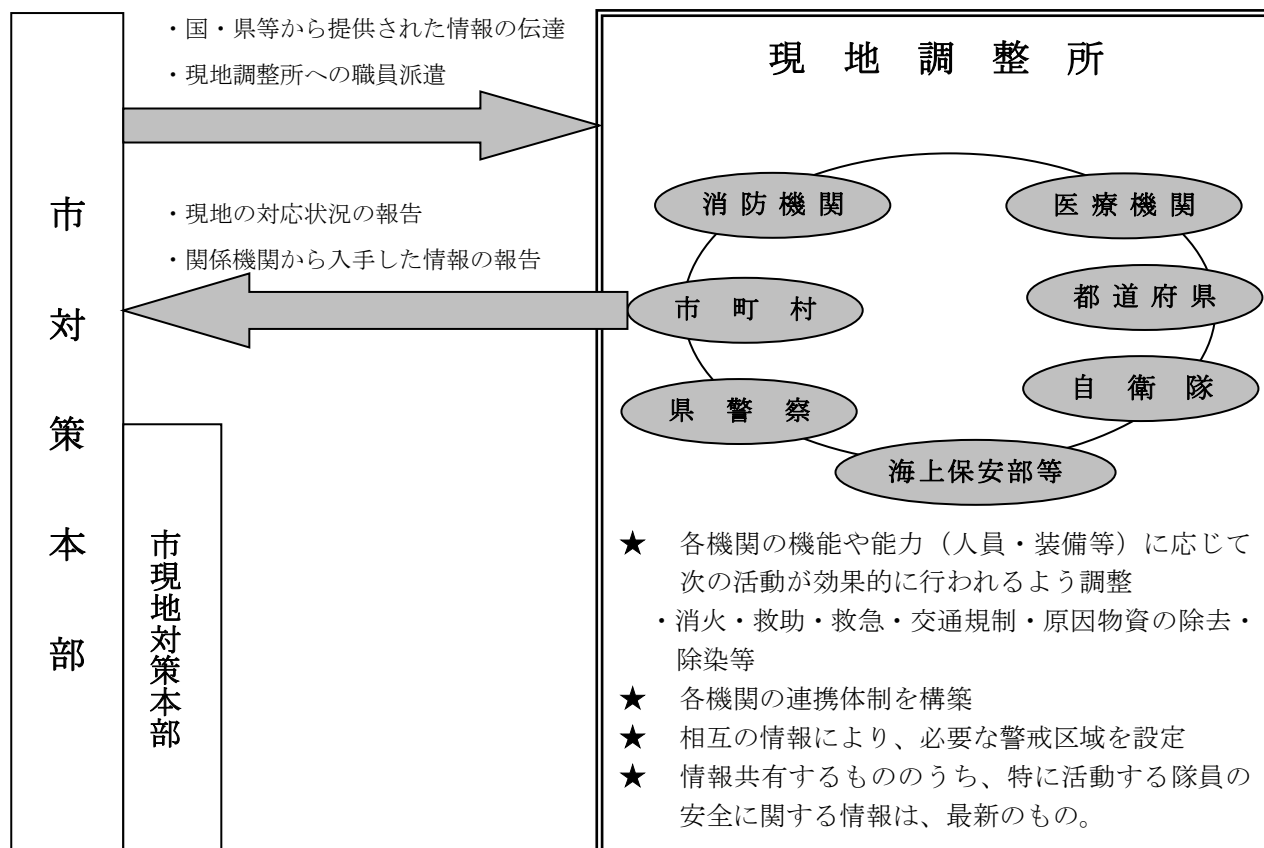 市対策本部
市現地対策本部
・国・県等から提供された情報の伝達
・現地調整所への職員派遣
・現地の対応状況の報告
・関係機関から入手した情報の報告
現地調整所
消防機関
医療機関
市町村
都道府県
県警察
自衛隊
海上保安部等
★ 各機関の機能や能力（人員・装備等）に応じて
次の活動が効果的に行われるよう調整
・消火・救助・救急・交通規制・原因物資の除去・
除染等
★ 各機関の連携体制を構築
★ 相互の情報により、必要な警戒区域を設定
★ 情報共有するもののうち、特に活動する隊員の
安全に関する情報は、最新のもの。